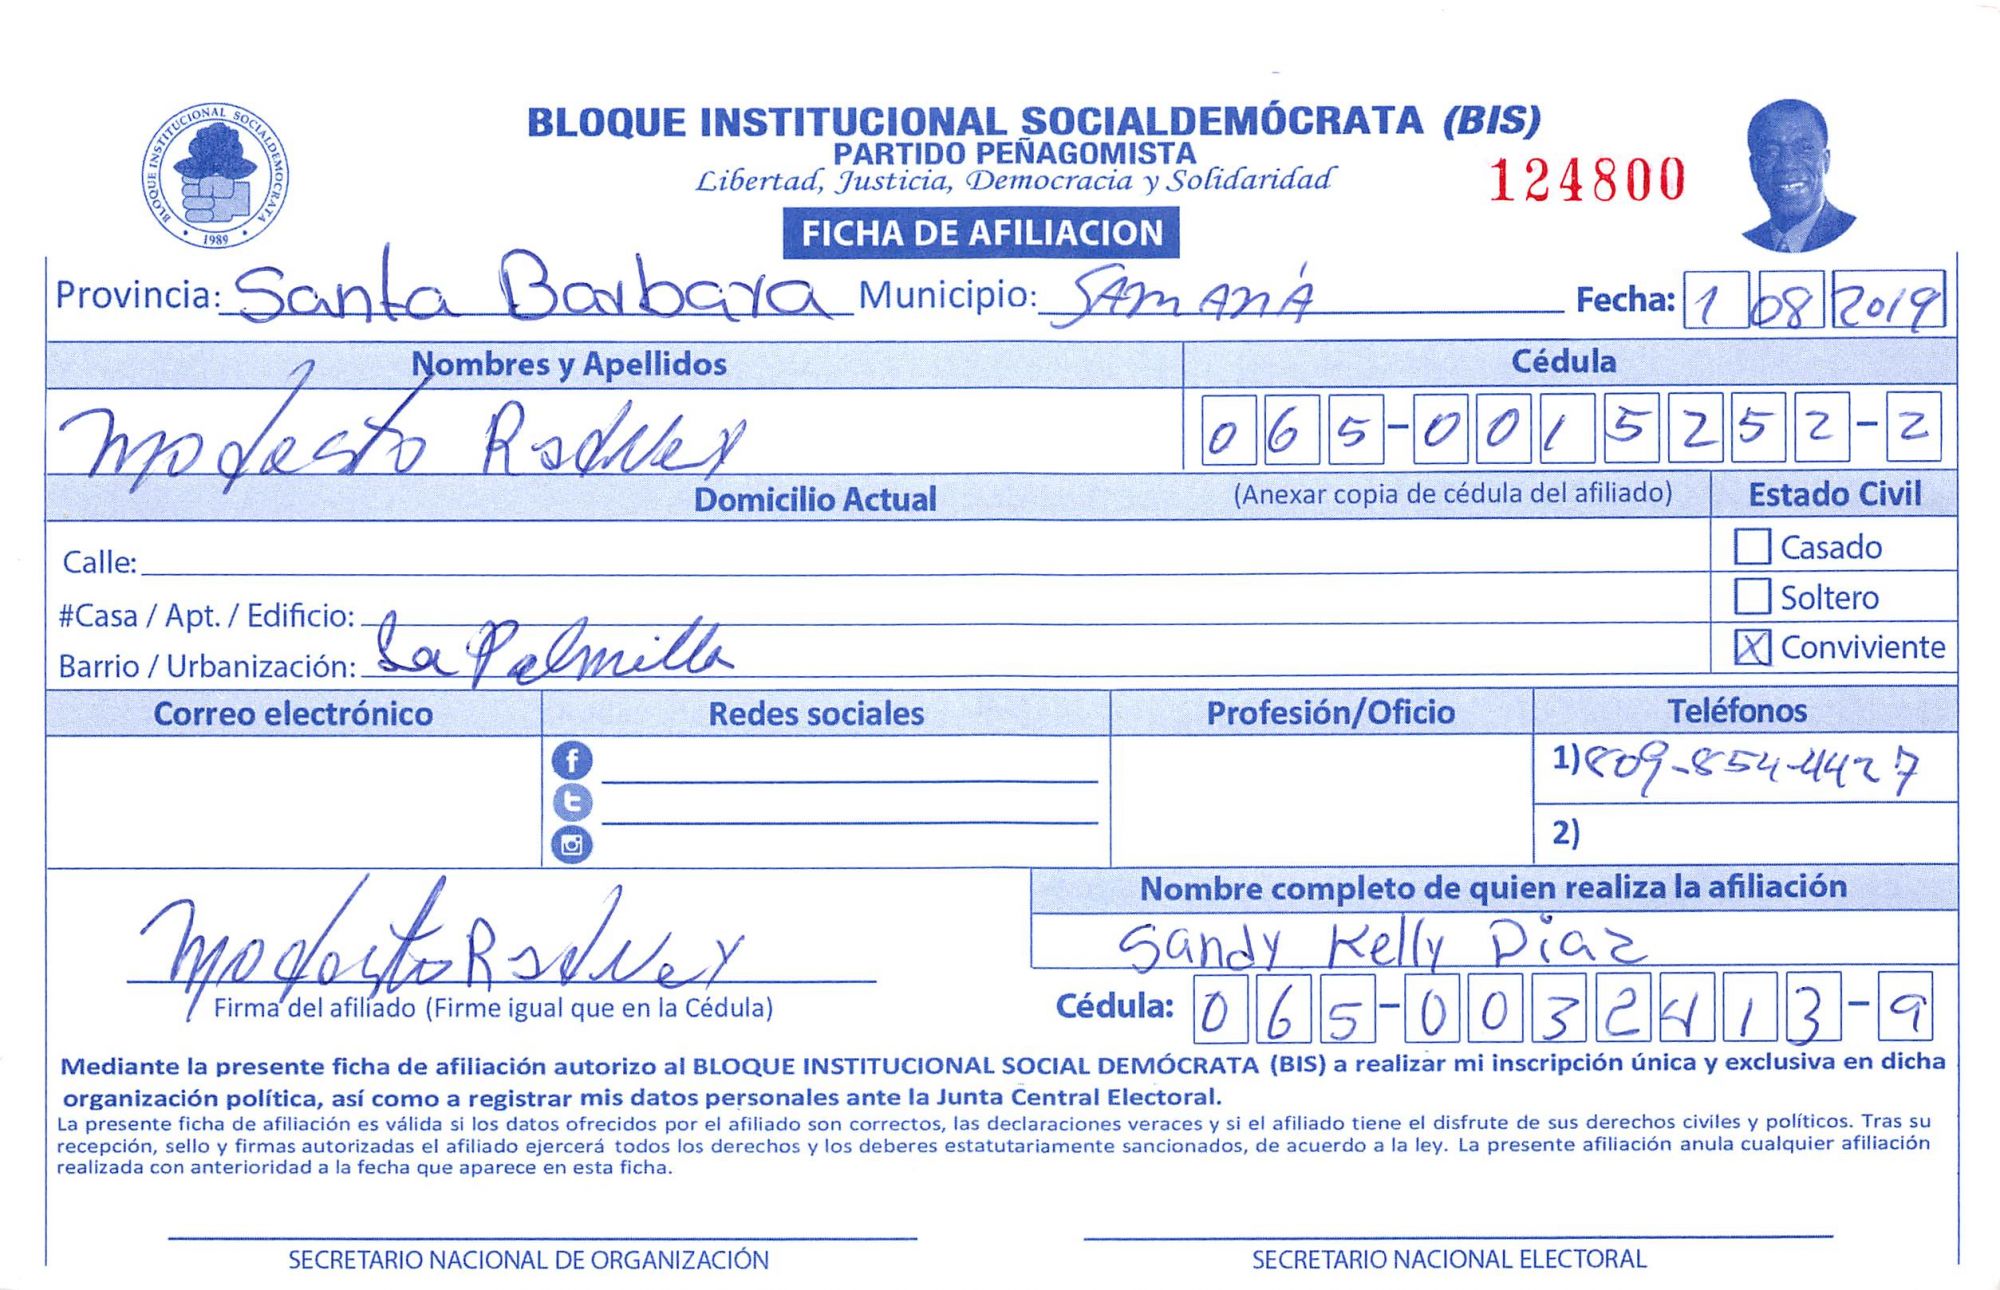 BLOQUE INSTITUCIONAL SOCIALDEMOCRATA
1989
BLOQUE INSTITUCIONAL SOCIALDEMÓCRATA (BIS)
PARTIDO PEÑAGOMISTA
Libertad, Justicia, Democracia y Solidaridad
124800
FICHA DE AFILIACION
Provincia: Santa Barbara Municipio: SAMANÁ Fecha: 1 08 2019
Nombres y Apellidos Cédula
Modesto 065-0015252-2
Domicilio Actual (Anexar copia de cédula del afiliado) Estado Civil
Calle: Casado
#Casa / Apt. / Edificio: Soltero
Barrio / Urbanización: La Palmilla X Conviviente
Correo electrónico Redes sociales Profesión/Oficio Teléfonos
1) 809-854-4427
2)
Nombre completo de quien realiza la afiliación
Sandy Kelly Diaz
Modesto
Firma del afiliado (Firme igual que en la Cédula) Cédula: 065-0032413-9
Mediante la presente ficha de afiliación autorizo al BLOQUE INSTITUCIONAL SOCIAL DEMÓCRATA (BIS) a realizar mi inscripción única y exclusiva en dicha
organización política, así como a registrar mis datos personales ante la Junta Central Electoral.
La presente ficha de afiliación es válida si los datos ofrecidos por el afiliado son correctos, las declaraciones veraces y si el afiliado tiene el disfrute de sus derechos civiles y políticos. Tras su
recepción, sello y firmas autorizadas el afiliado ejercerá todos los derechos y los deberes estatutariamente sancionados, de acuerdo a la ley. La presente afiliación anula cualquier afiliación
realizada con anterioridad a la fecha que aparece en esta ficha.
SECRETARIO NACIONAL DE ORGANIZACIÓN SECRETARIO NACIONAL ELECTORAL